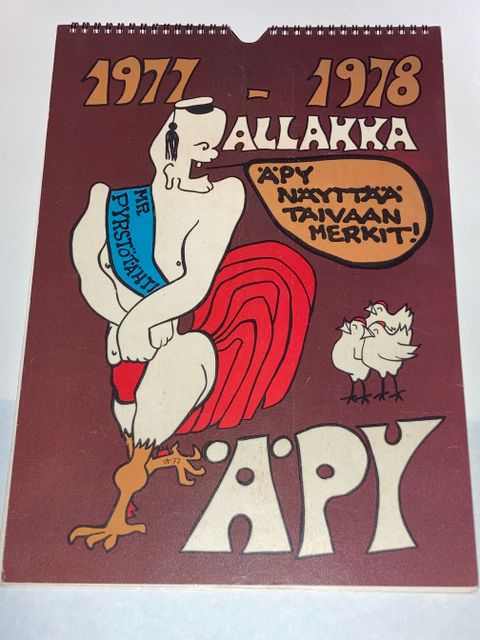 1977 - 1978
ALLAKKA
ÄPY
NÄYTTÄÄ
TAIVAAN
MERKIT!
MR
PYRSTÖTÄHTI
ÄPY